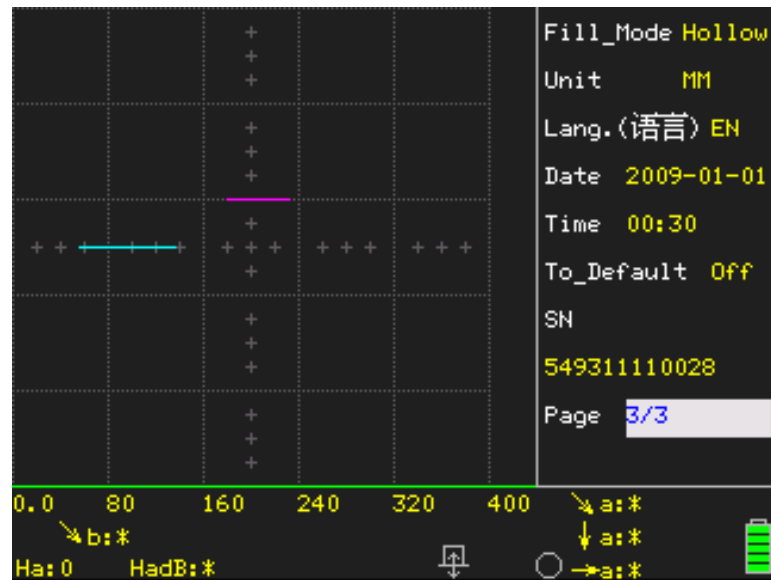 Fill_Mode Hollow
Unit MM
Lang.(语言) EN
Date 2009-01-01
Time 00:30
To_Default Off
SN
549311110028
Page 3/3
0.0 80 160 240 320 400
a:*
b:*
a:*
Ha:0 HadB:*
a:*